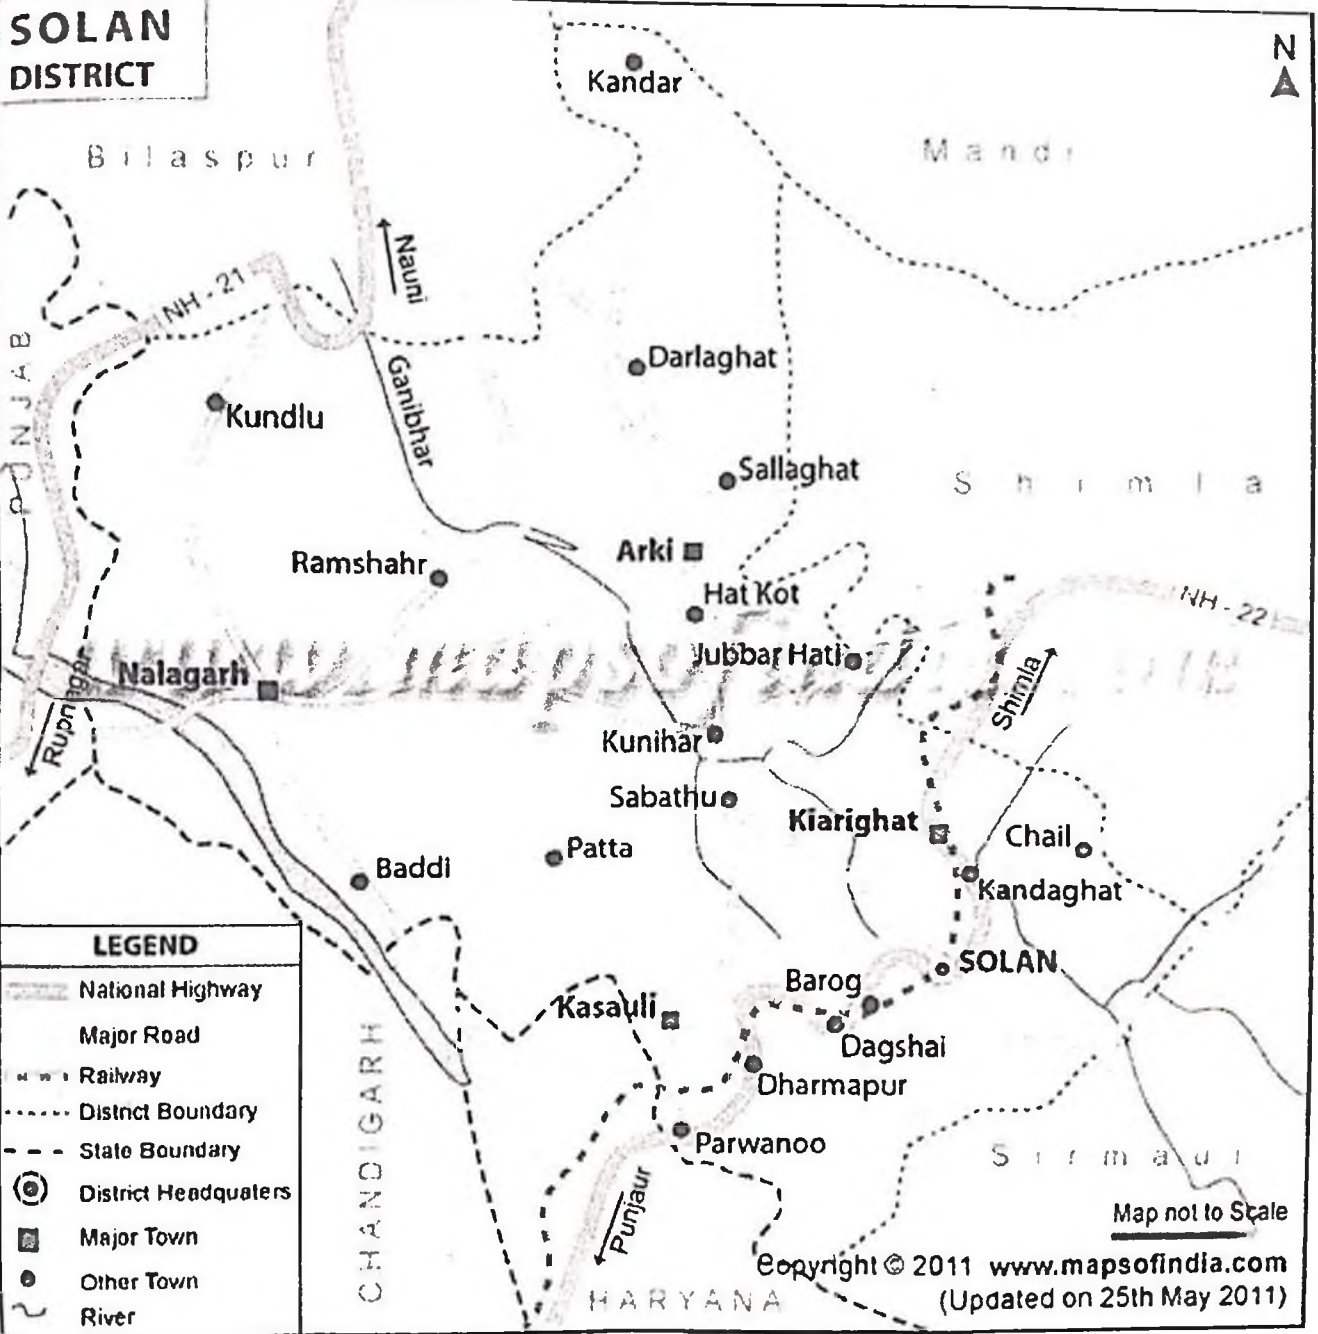 SOLAN
DISTRICT
N
Kandar
Bilaspur
Mandi
Nauni
NH - 21
PUNJAB
Darlaghat
Ganibhar
Kundlu
Sallaghat
Shimla
Arki
Ramshahr
Hat Kot
NH - 22
Jubbar Hati
Nalagarh
Shimla
Rupnagar
Kunihar
Sabathu
Kiarighat
Chail
Patta
Baddi
Kandaghat
SOLAN
Barog
Kasauli
Dagshai
Dharmapur
Parwanoo
CHANDIGARH
Sirmaur
Punjaur
HARYANA
LEGEND
National Highway
Major Road
Railway
District Boundary
State Boundary
District Headquaters
Major Town
Other Town
River
Map not to Scale
Copyright © 2011 www.mapsofindia.com
(Updated on 25th May 2011)